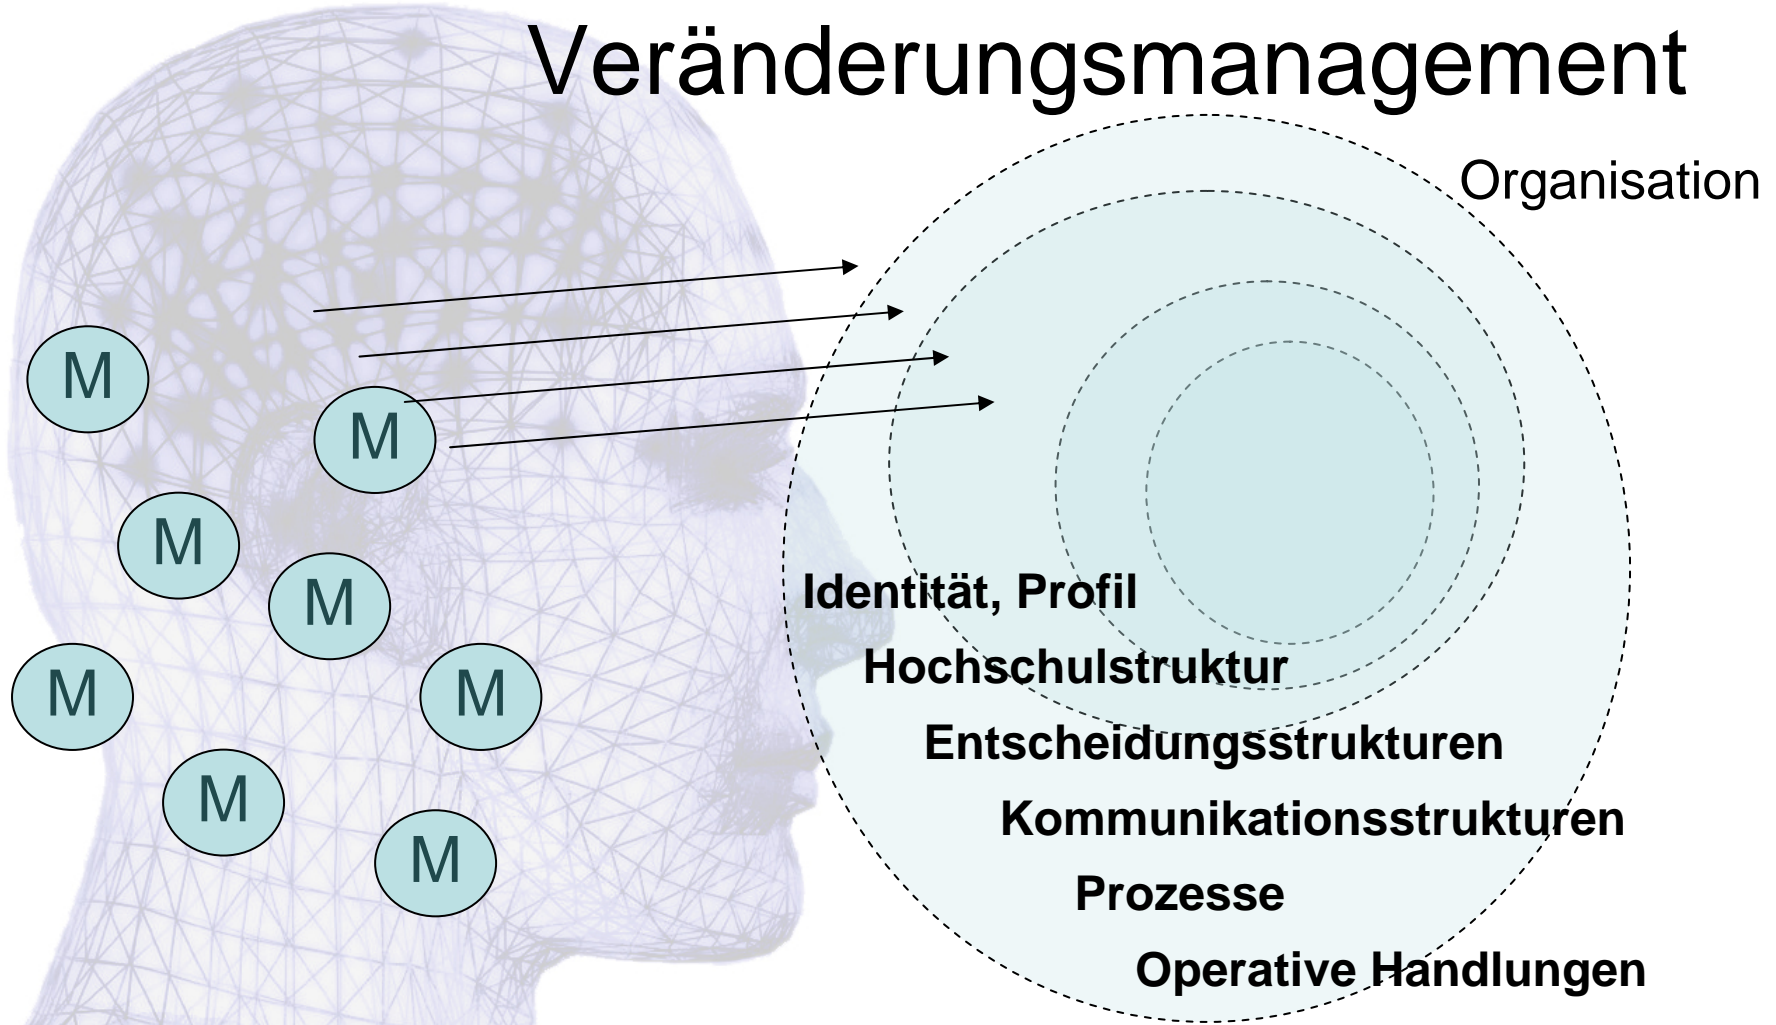 Veränderungsmanagement
Organisation
M
M
M
M
M
M
M
M
Identität, Profil
Hochschulstruktur
Entscheidungsstrukturen
Kommunikationsstrukturen
Prozesse
Operative Handlungen